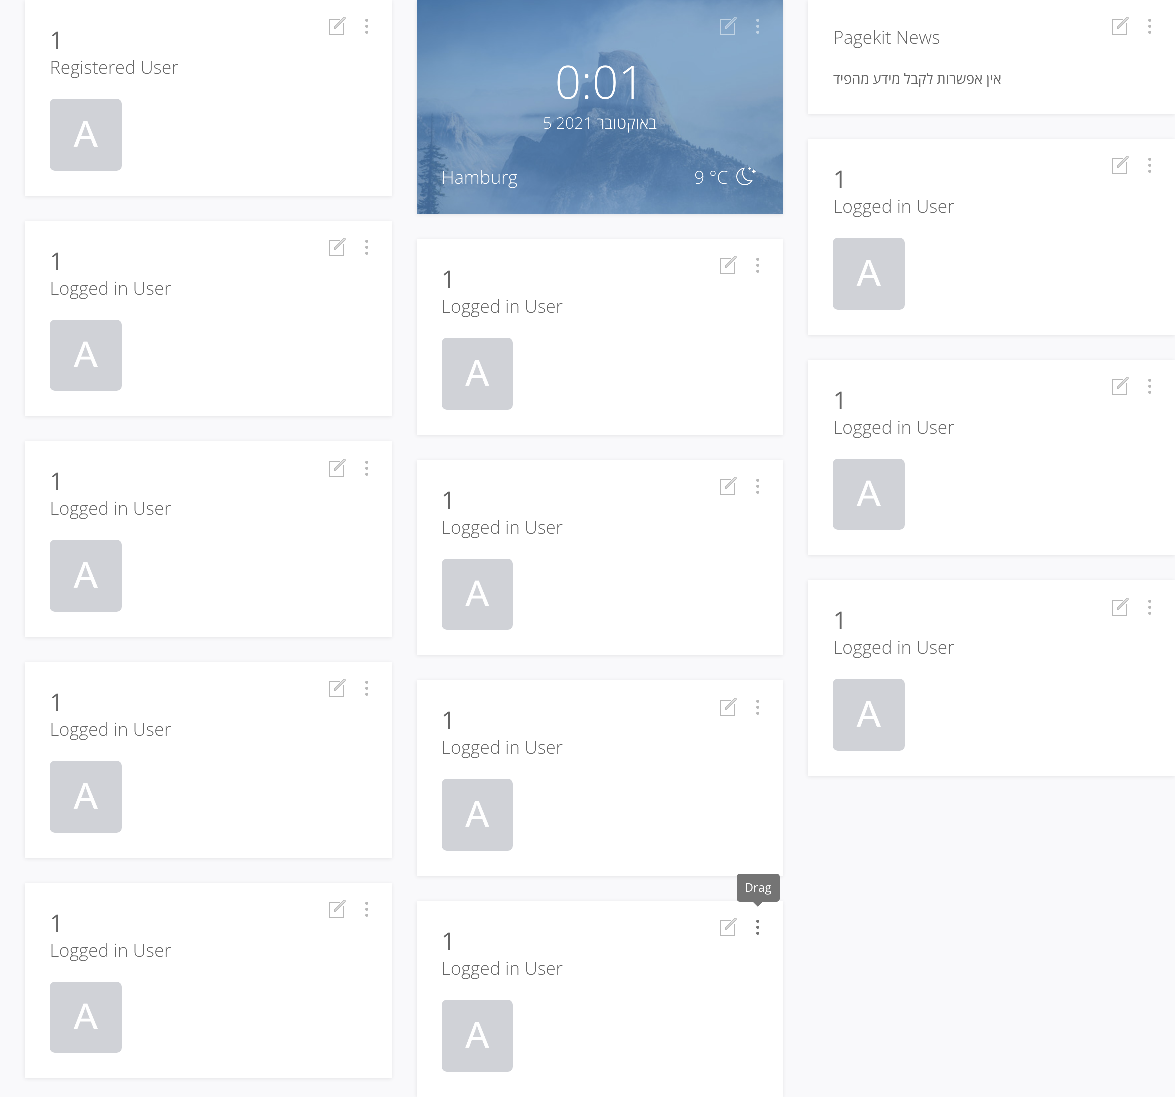 1
Registered User
A
1
Logged in User
A
1
Logged in User
A
1
Logged in User
A
1
Logged in User
A
0:01
5 באוקטובר 2021
Hamburg
9 °C
1
Logged in User
A
1
Logged in User
A
1
Logged in User
A
Drag
1
Logged in User
A
Pagekit News
אין אפשרות לקבל מידע מהפיד
1
Logged in User
A
1
Logged in User
A
1
Logged in User
A